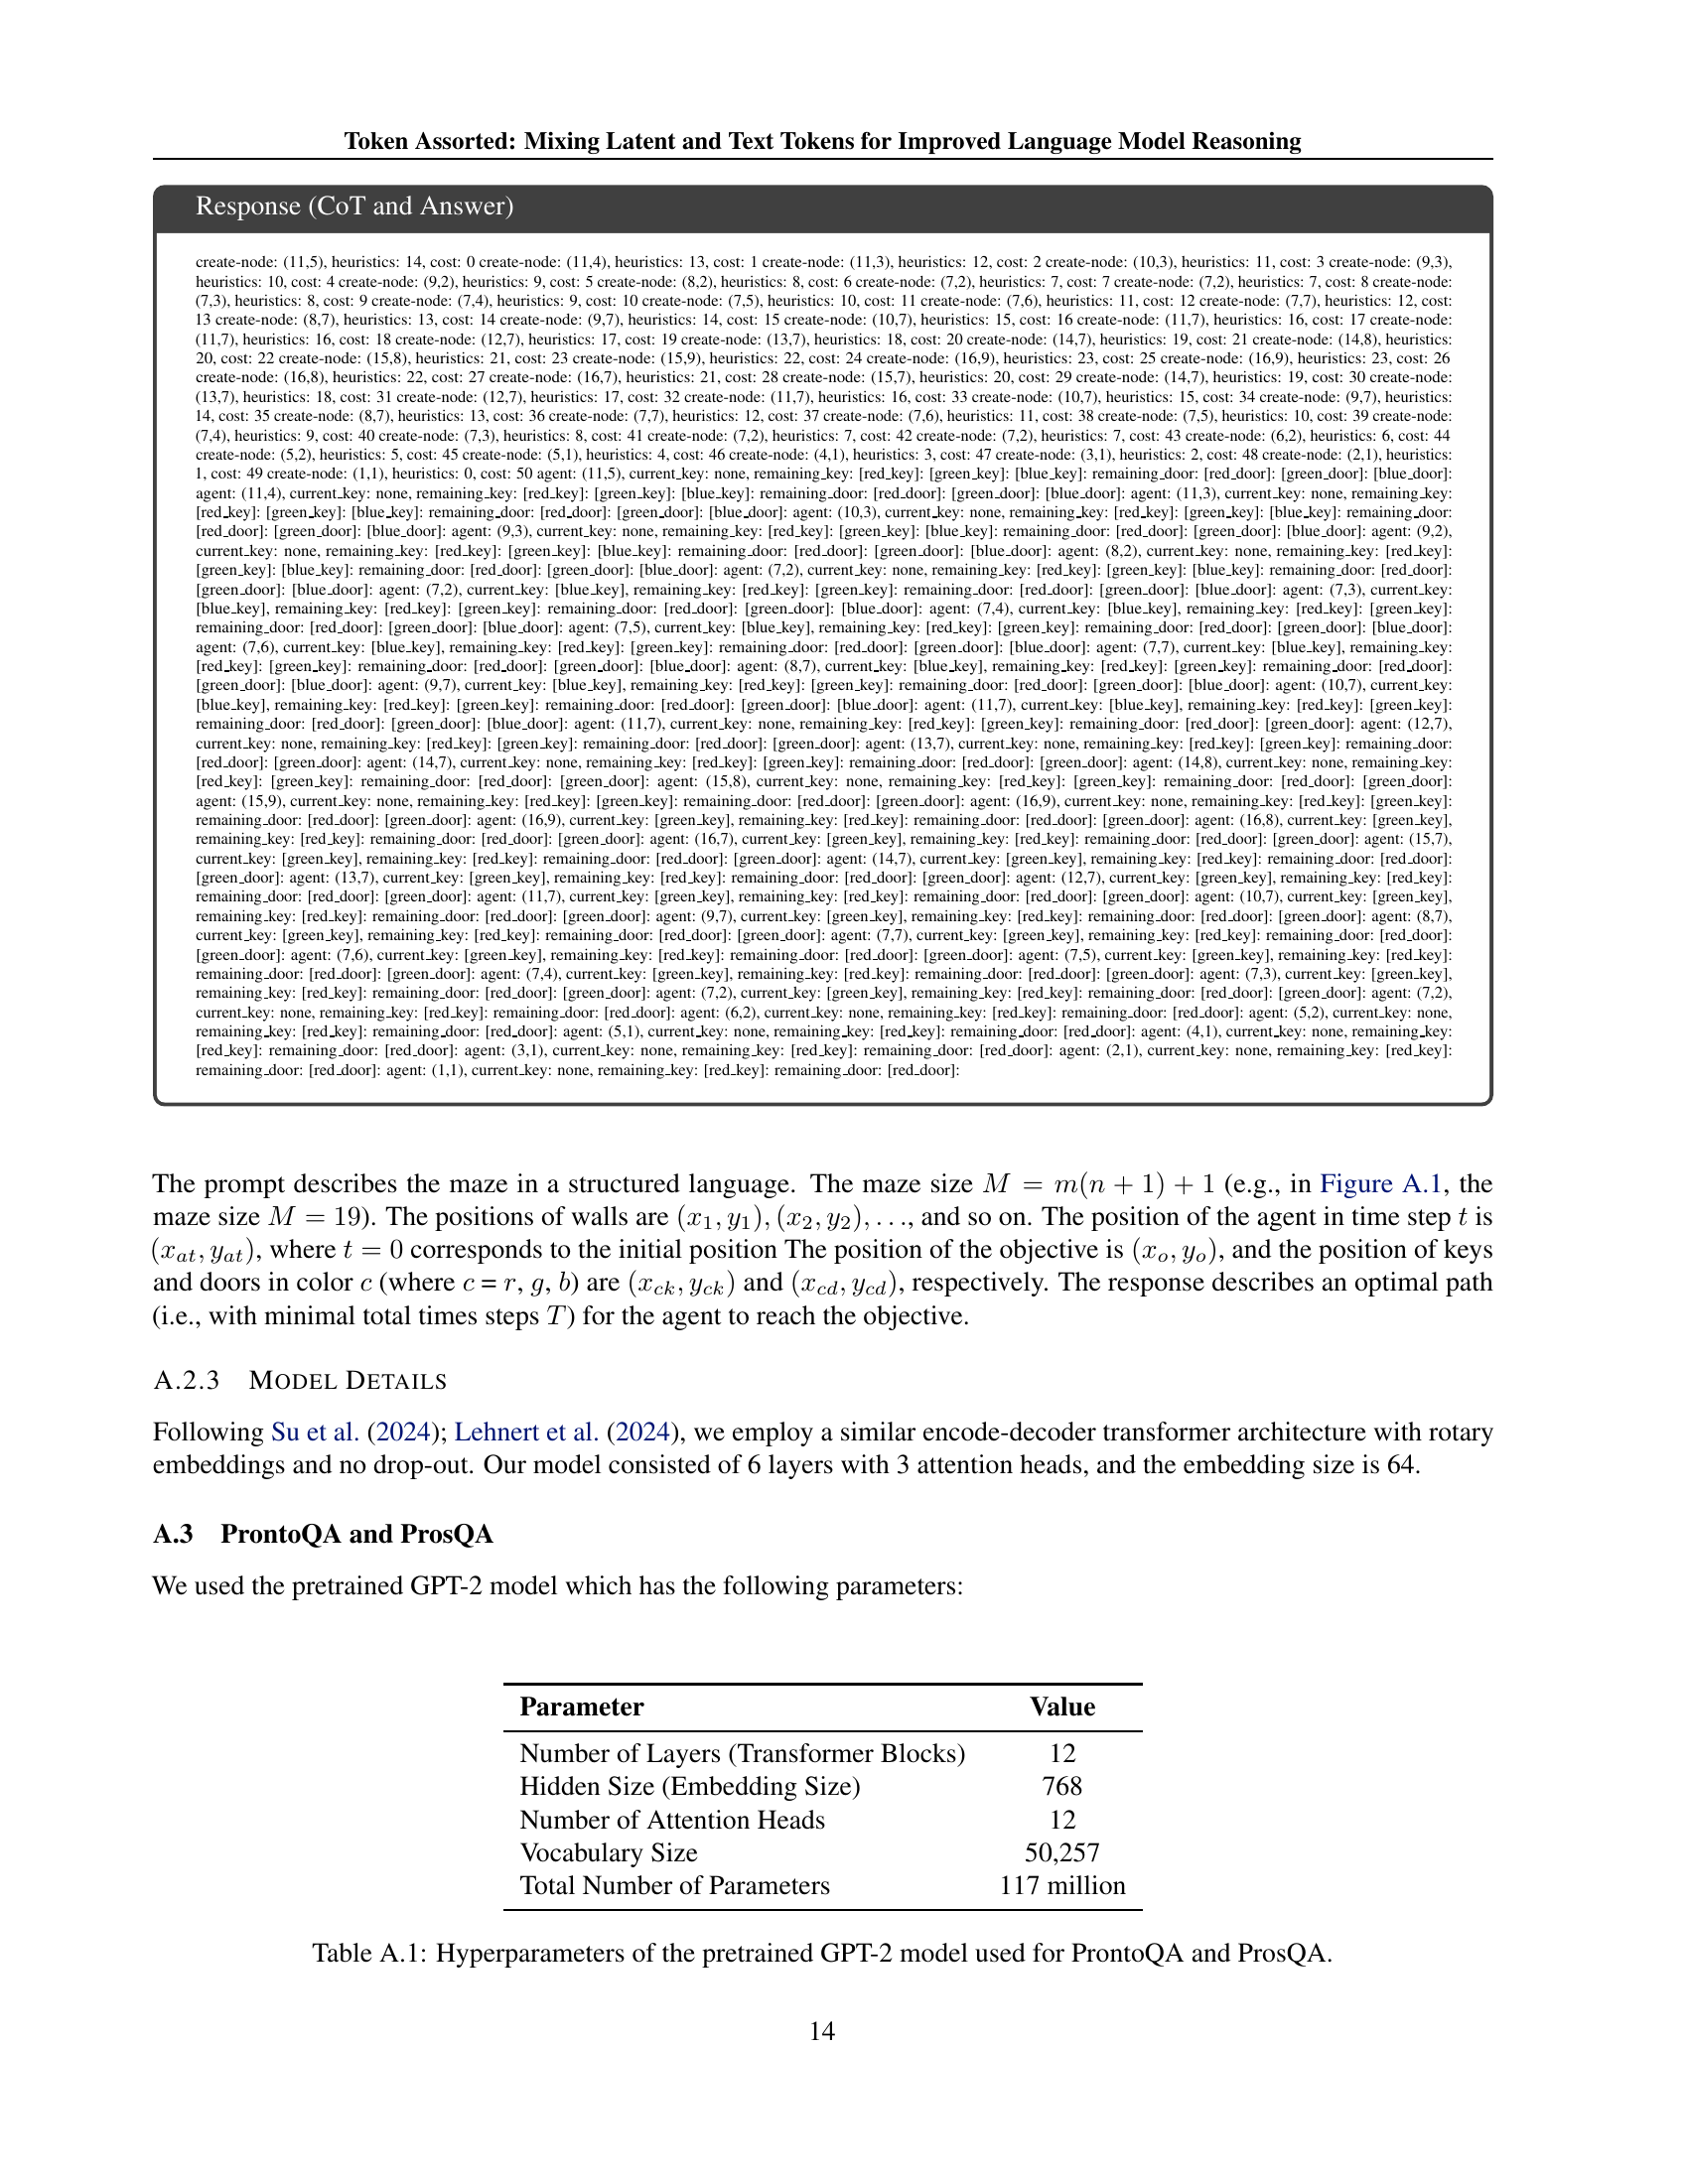 Token Assorted: Mixing Latent and Text Tokens for Improved Language Model Reasoning
Response (CoT and Answer)
create-node: (11,5), heuristics: 14, cost: 0 create-node: (11,4), heuristics: 13, cost: 1 create-node: (11,3), heuristics: 12, cost: 2 create-node: (10,3), heuristics: 11, cost: 3 create-node: (9,3),
heuristics: 10, cost: 4 create-node: (9,2), heuristics: 9, cost: 5 create-node: (8,2), heuristics: 8, cost: 6 create-node: (7,2), heuristics: 7, cost: 7 create-node: (7,2), heuristics: 7, cost: 8 create-node:
(7,3), heuristics: 8, cost: 9 create-node: (7,4), heuristics: 9, cost: 10 create-node: (7,5), heuristics: 10, cost: 11 create-node: (7,6), heuristics: 11, cost: 12 create-node: (7,7), heuristics: 12, cost:
13 create-node: (8,7), heuristics: 13, cost: 14 create-node: (9,7), heuristics: 14, cost: 15 create-node: (10,7), heuristics: 15, cost: 16 create-node: (11,7), heuristics: 16, cost: 17 create-node:
(11,7), heuristics: 16, cost: 18 create-node: (12,7), heuristics: 17, cost: 19 create-node: (13,7), heuristics: 18, cost: 20 create-node: (14,7), heuristics: 19, cost: 21 create-node: (14,8), heuristics:
20, cost: 22 create-node: (15,8), heuristics: 21, cost: 23 create-node: (15,9), heuristics: 22, cost: 24 create-node: (16,9), heuristics: 23, cost: 25 create-node: (16,9), heuristics: 23, cost: 26
create-node: (16,8), heuristics: 22, cost: 27 create-node: (16,7), heuristics: 21, cost: 28 create-node: (15,7), heuristics: 20, cost: 29 create-node: (14,7), heuristics: 19, cost: 30 create-node:
(13,7), heuristics: 18, cost: 31 create-node: (12,7), heuristics: 17, cost: 32 create-node: (11,7), heuristics: 16, cost: 33 create-node: (10,7), heuristics: 15, cost: 34 create-node: (9,7), heuristics:
14, cost: 35 create-node: (8,7), heuristics: 13, cost: 36 create-node: (7,7), heuristics: 12, cost: 37 create-node: (7,6), heuristics: 11, cost: 38 create-node: (7,5), heuristics: 10, cost: 39 create-node:
(7,4), heuristics: 9, cost: 40 create-node: (7,3), heuristics: 8, cost: 41 create-node: (7,2), heuristics: 7, cost: 42 create-node: (7,2), heuristics: 7, cost: 43 create-node: (6,2), heuristics: 6, cost: 44
create-node: (5,2), heuristics: 5, cost: 45 create-node: (5,1), heuristics: 4, cost: 46 create-node: (4,1), heuristics: 3, cost: 47 create-node: (3,1), heuristics: 2, cost: 48 create-node: (2,1), heuristics:
1, cost: 49 create-node: (1,1), heuristics: 0, cost: 50 agent: (11,5), current_key: none, remaining_key: [red_key]: [green_key]: [blue_key]: remaining_door: [red_door]: [green_door]: [blue_door]:
agent: (11,4), current_key: none, remaining_key: [red_key]: [green_key]: [blue_key]: remaining_door: [red_door]: [green_door]: [blue_door]: agent: (11,3), current_key: none, remaining_key:
[red_key]: [green_key]: [blue_key]: remaining_door: [red_door]: [green_door]: [blue_door]: agent: (10,3), current_key: none, remaining_key: [red_key]: [green_key]: [blue_key]: remaining_door:
[red_door]: [green_door]: [blue_door]: agent: (9,3), current_key: none, remaining_key: [red_key]: [green_key]: [blue_key]: remaining_door: [red_door]: [green_door]: [blue_door]: agent: (9,2),
current_key: none, remaining_key: [red_key]: [green_key]: [blue_key]: remaining_door: [red_door]: [green_door]: [blue_door]: agent: (8,2), current_key: none, remaining_key: [red_key]:
[green_key]: [blue_key]: remaining_door: [red_door]: [green_door]: [blue_door]: agent: (7,2), current_key: none, remaining_key: [red_key]: [green_key]: [blue_key]: remaining_door: [red_door]:
[green_door]: [blue_door]: agent: (7,2), current_key: [blue_key], remaining_key: [red_key]: [green_key]: remaining_door: [red_door]: [green_door]: [blue_door]: agent: (7,3), current_key:
[blue_key], remaining_key: [red_key]: [green_key]: remaining_door: [red_door]: [green_door]: [blue_door]: agent: (7,4), current_key: [blue_key], remaining_key: [red_key]: [green_key]:
remaining_door: [red_door]: [green_door]: [blue_door]: agent: (7,5), current_key: [blue_key], remaining_key: [red_key]: [green_key]: remaining_door: [red_door]: [green_door]: [blue_door]:
agent: (7,6), current_key: [blue_key], remaining_key: [red_key]: [green_key]: remaining_door: [red_door]: [green_door]: [blue_door]: agent: (7,7), current_key: [blue_key], remaining_key:
[red_key]: [green_key]: remaining_door: [red_door]: [green_door]: [blue_door]: agent: (8,7), current_key: [blue_key], remaining_key: [red_key]: [green_key]: remaining_door: [red_door]:
[green_door]: [blue_door]: agent: (9,7), current_key: [blue_key], remaining_key: [red_key]: [green_key]: remaining_door: [red_door]: [green_door]: [blue_door]: agent: (10,7), current_key:
[blue_key], remaining_key: [red_key]: [green_key]: remaining_door: [red_door]: [green_door]: [blue_door]: agent: (11,7), current_key: [blue_key], remaining_key: [red_key]: [green_key]:
remaining_door: [red_door]: [green_door]: [blue_door]: agent: (11,7), current_key: none, remaining_key: [red_key]: [green_key]: remaining_door: [red_door]: [green_door]: agent: (12,7),
current_key: none, remaining_key: [red_key]: [green_key]: remaining_door: [red_door]: [green_door]: agent: (13,7), current_key: none, remaining_key: [red_key]: [green_key]: remaining_door:
[red_door]: [green_door]: agent: (14,7), current_key: none, remaining_key: [red_key]: [green_key]: remaining_door: [red_door]: [green_door]: agent: (14,8), current_key: none, remaining_key:
[red_key]: [green_key]: remaining_door: [red_door]: [green_door]: agent: (15,8), current_key: none, remaining_key: [red_key]: [green_key]: remaining_door: [red_door]: [green_door]:
agent: (15,9), current_key: none, remaining_key: [red_key]: [green_key]: remaining_door: [red_door]: [green_door]: agent: (16,9), current_key: none, remaining_key: [red_key]: [green_key]:
remaining_door: [red_door]: [green_door]: agent: (16,9), current_key: [green_key], remaining_key: [red_key]: remaining_door: [red_door]: [green_door]: agent: (16,8), current_key: [green_key],
remaining_key: [red_key]: remaining_door: [red_door]: [green_door]: agent: (16,7), current_key: [green_key], remaining_key: [red_key]: remaining_door: [red_door]: [green_door]: agent: (15,7),
current_key: [green_key], remaining_key: [red_key]: remaining_door: [red_door]: [green_door]: agent: (14,7), current_key: [green_key], remaining_key: [red_key]: remaining_door: [red_door]:
[green_door]: agent: (13,7), current_key: [green_key], remaining_key: [red_key]: remaining_door: [red_door]: [green_door]: agent: (12,7), current_key: [green_key], remaining_key: [red_key]:
remaining_door: [red_door]: [green_door]: agent: (11,7), current_key: [green_key], remaining_key: [red_key]: remaining_door: [red_door]: [green_door]: agent: (10,7), current_key: [green_key],
remaining_key: [red_key]: remaining_door: [red_door]: [green_door]: agent: (9,7), current_key: [green_key], remaining_key: [red_key]: remaining_door: [red_door]: [green_door]: agent: (8,7),
current_key: [green_key], remaining_key: [red_key]: remaining_door: [red_door]: [green_door]: agent: (7,7), current_key: [green_key], remaining_key: [red_key]: remaining_door: [red_door]:
[green_door]: agent: (7,6), current_key: [green_key], remaining_key: [red_key]: remaining_door: [red_door]: [green_door]: agent: (7,5), current_key: [green_key], remaining_key: [red_key]:
remaining_door: [red_door]: [green_door]: agent: (7,4), current_key: [green_key], remaining_key: [red_key]: remaining_door: [red_door]: [green_door]: agent: (7,3), current_key: [green_key],
remaining_key: [red_key]: remaining_door: [red_door]: [green_door]: agent: (7,2), current_key: [green_key], remaining_key: [red_key]: remaining_door: [red_door]: [green_door]: agent: (7,2),
current_key: none, remaining_key: [red_key]: remaining_door: [red_door]: agent: (6,2), current_key: none, remaining_key: [red_key]: remaining_door: [red_door]: agent: (5,2), current_key: none,
remaining_key: [red_key]: remaining_door: [red_door]: agent: (5,1), current_key: none, remaining_key: [red_key]: remaining_door: [red_door]: agent: (4,1), current_key: none, remaining_key:
[red_key]: remaining_door: [red_door]: agent: (3,1), current_key: none, remaining_key: [red_key]: remaining_door: [red_door]: agent: (2,1), current_key: none, remaining_key: [red_key]:
remaining_door: [red_door]: agent: (1,1), current_key: none, remaining_key: [red_key]: remaining_door: [red_door]:
The prompt describes the maze in a structured language. The maze size M = m(n + 1) + 1 (e.g., in Figure A.1, the
maze size M = 19). The positions of walls are (x₁, y₁), (x₂, y₂), . . ., and so on. The position of the agent in time step t is
(xₐₜ, yₐₜ), where t = 0 corresponds to the initial position The position of the objective is (xₒ, yₒ), and the position of keys
and doors in color c (where c = r, g, b) are (x_{ck}, y_{ck}) and (x_{cd}, y_{cd}), respectively. The response describes an optimal path
(i.e., with minimal total times steps T) for the agent to reach the objective.
A.2.3 MODEL DETAILS
Following Su et al. (2024); Lehnert et al. (2024), we employ a similar encode-decoder transformer architecture with rotary
embeddings and no drop-out. Our model consisted of 6 layers with 3 attention heads, and the embedding size is 64.
A.3 ProntoQA and ProsQA
We used the pretrained GPT-2 model which has the following parameters:
Parameter Value
Number of Layers (Transformer Blocks) 12
Hidden Size (Embedding Size) 768
Number of Attention Heads 12
Vocabulary Size 50,257
Total Number of Parameters 117 million
Table A.1: Hyperparameters of the pretrained GPT-2 model used for ProntoQA and ProsQA.
14